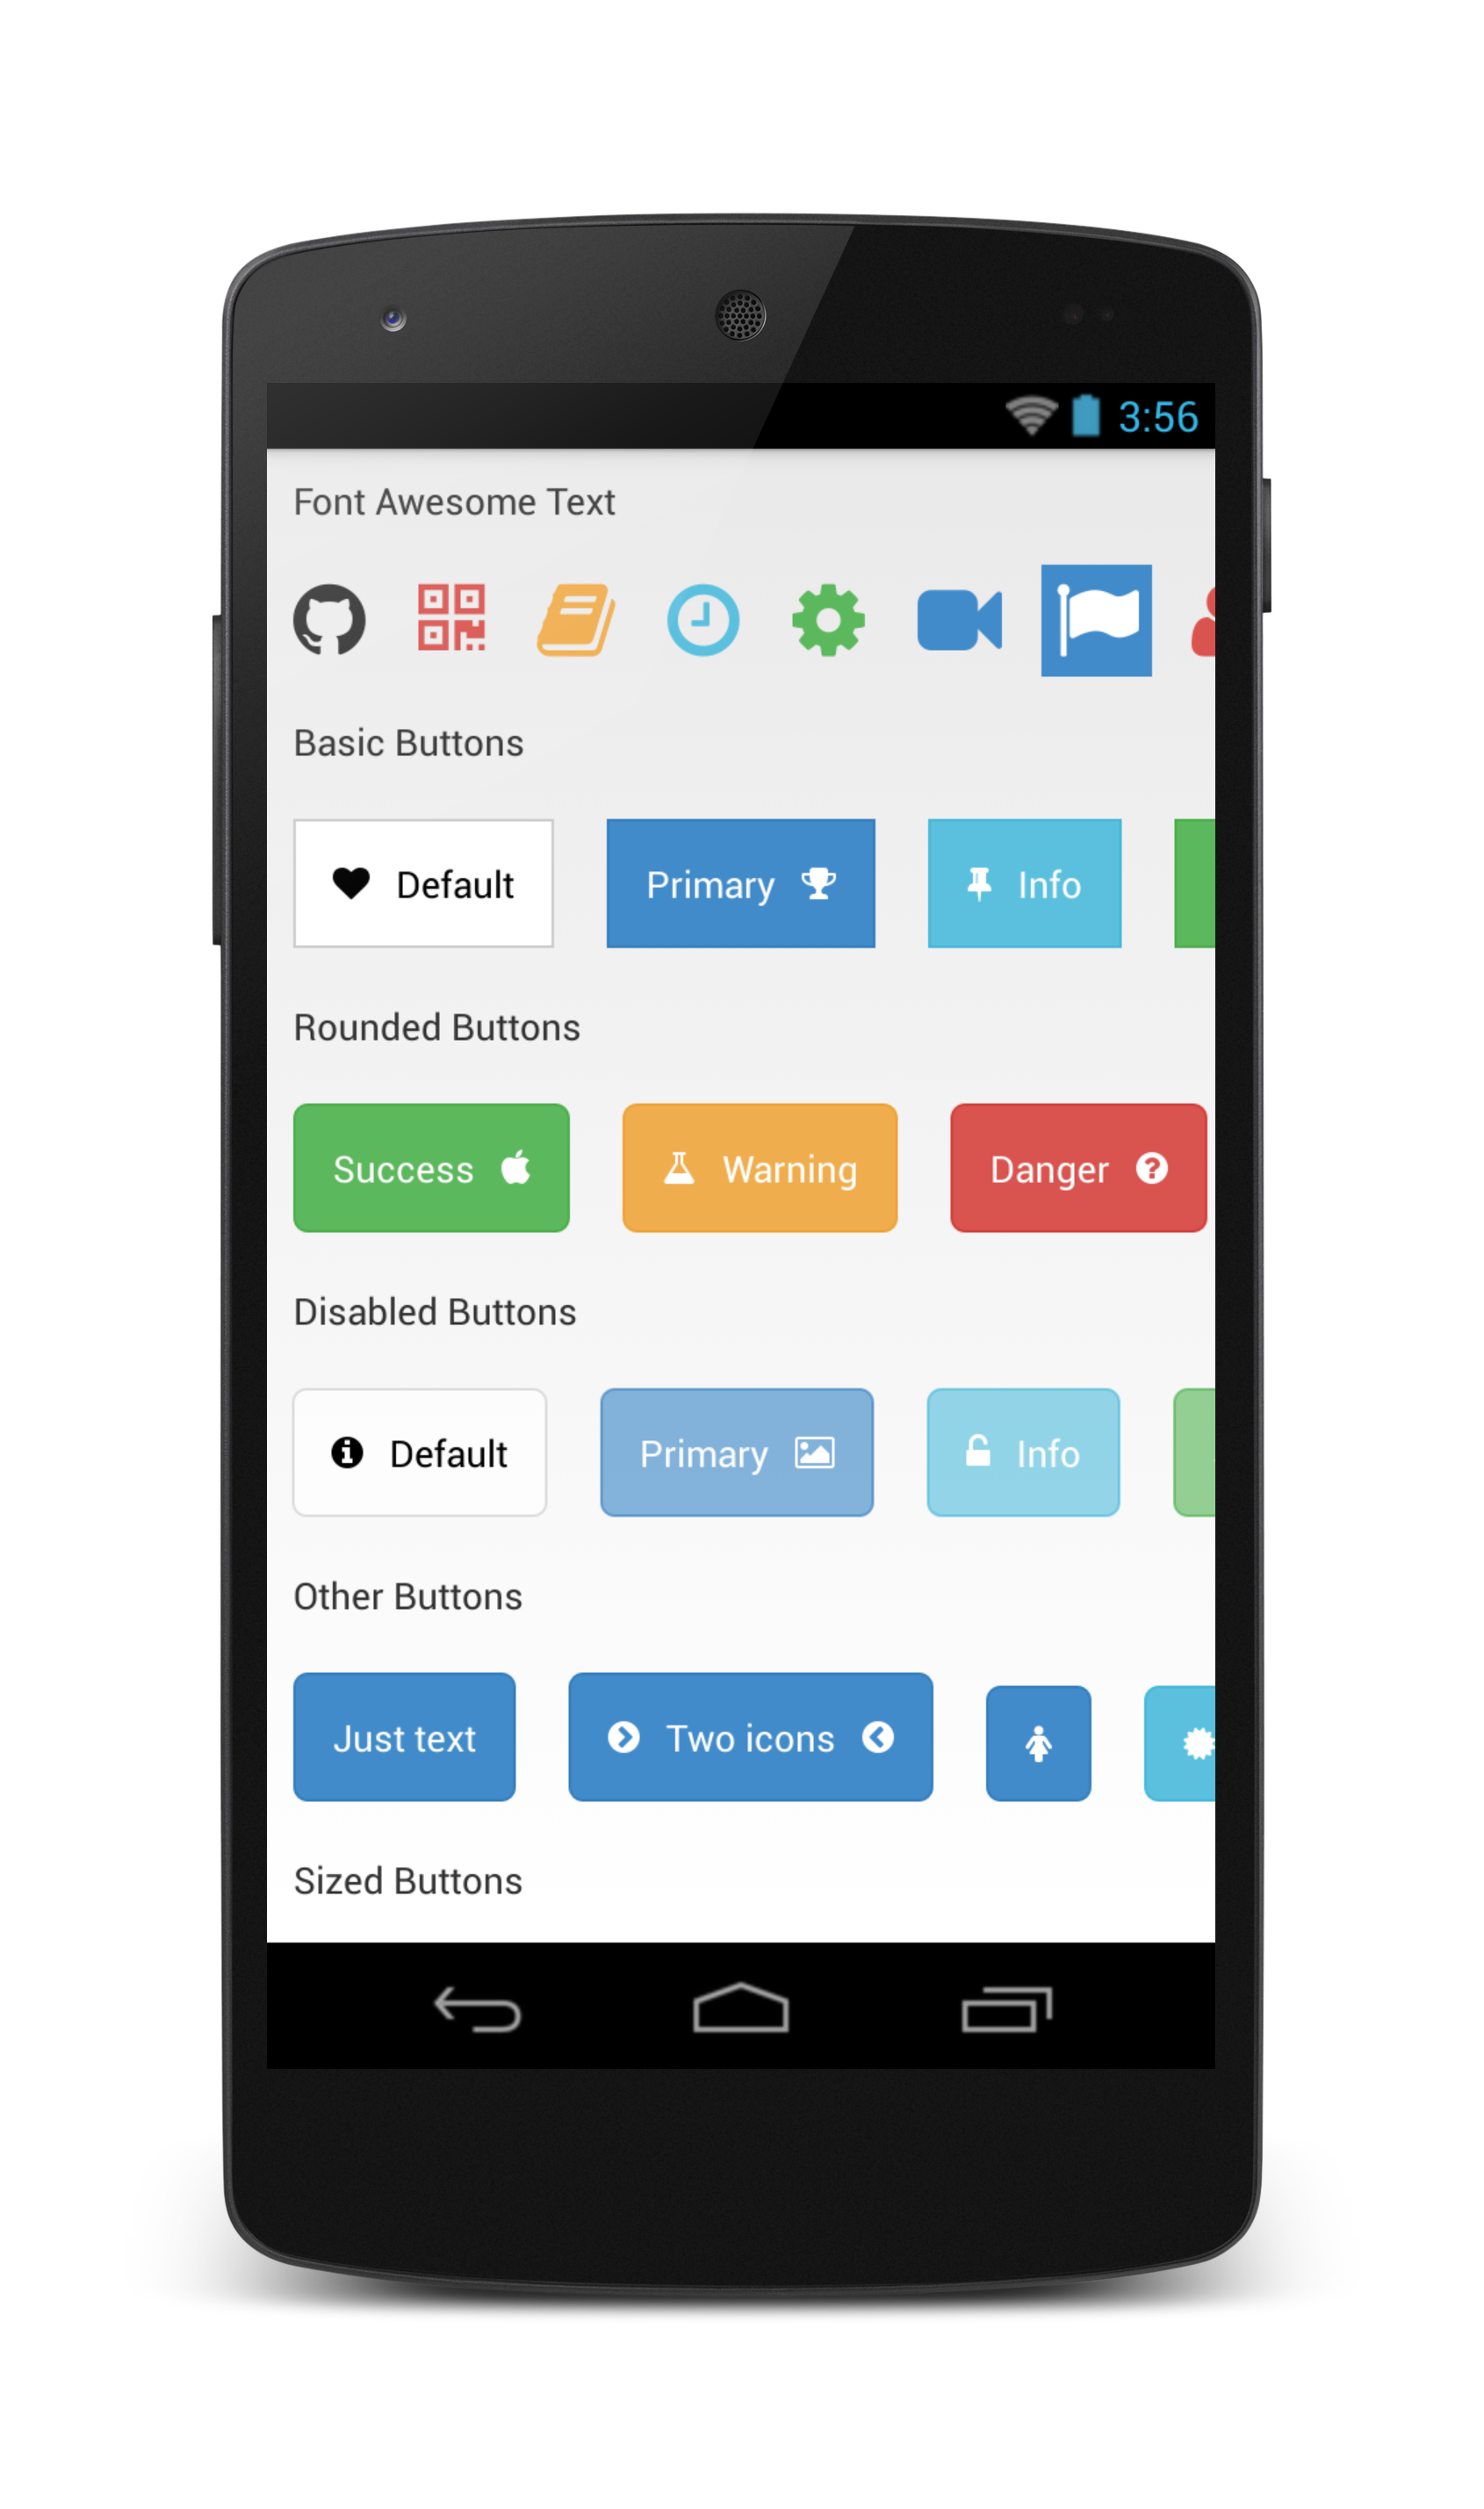 3:56
Font Awesome Text
Basic Buttons
Default Primary Info
Rounded Buttons
Success Warning Danger
Disabled Buttons
Default Primary Info
Other Buttons
Just text Two icons
Sized Buttons